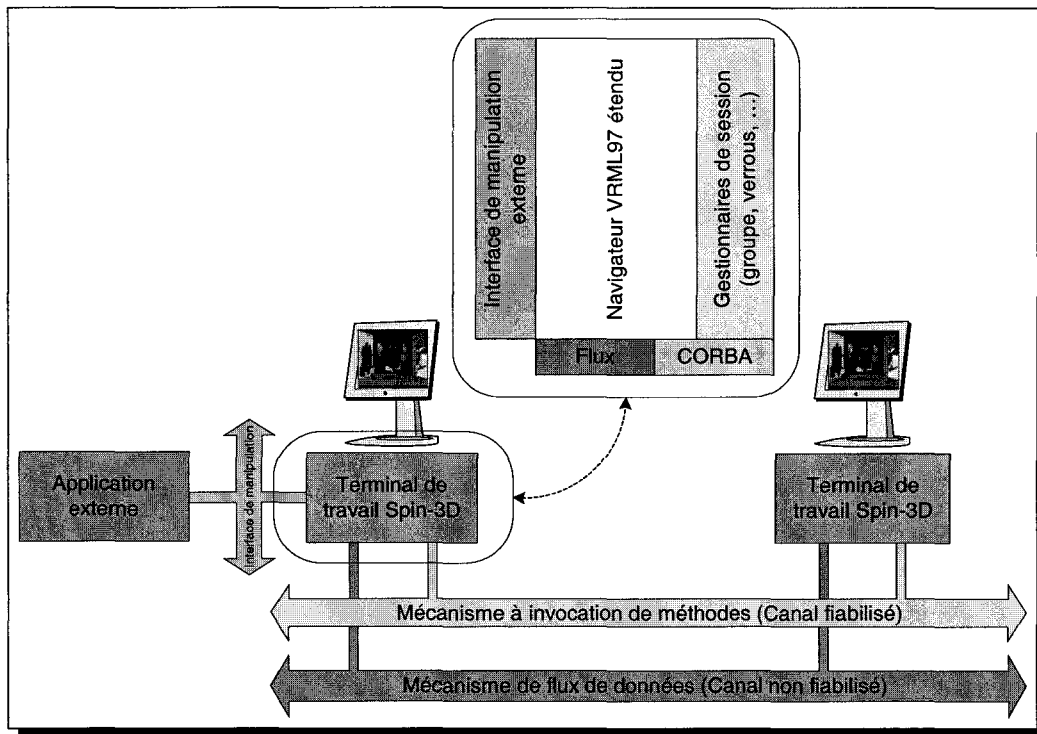 Interface de manipulation
externe
Navigateur VRML97 étendu
Gestionnaires de session
(groupe, verrous, ...)
Flux
CORBA
Application
externe
Interface de manipulation
Terminal de
travail Spin-3D
Terminal de
travail Spin-3D
Mécanisme à invocation de méthodes (Canal fiabilisé)
Mécanisme de flux de données (Canal non fiabilisé)